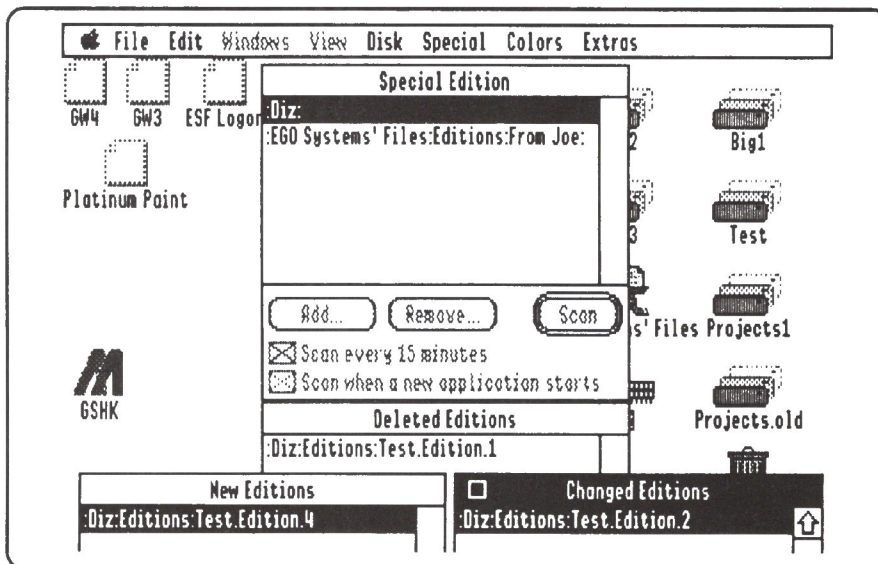 File Edit Windows View Disk Special Colors Extras
Special Edition
GW4 GW3 ESF Logon
:Diz:
:EGO Systems' Files:Editions:From Joe:
2 Big1
Platinum Paint
3 Test
Add... Remove... Scan
s' Files Projects1
Scan every 15 minutes
Scan when a new application starts
GSHK
Deleted Editions
Projects.old
:Diz:Editions:Test.Edition.1
New Editions
Changed Editions
:Diz:Editions:Test.Edition.4
:Diz:Editions:Test.Edition.2